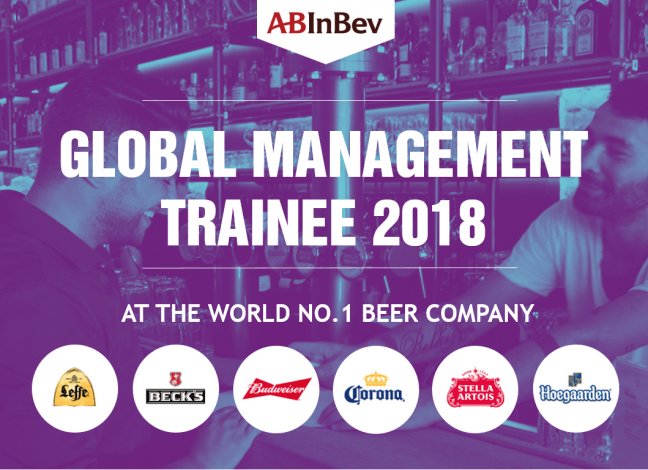 ABInBev
GLOBAL MANAGEMENT
TRAINEE 2018
AT THE WORLD NO.1 BEER COMPANY
Leffe
BECK'S
Budweiser
Corona
STELLA
ARTOIS
Hoegaarden